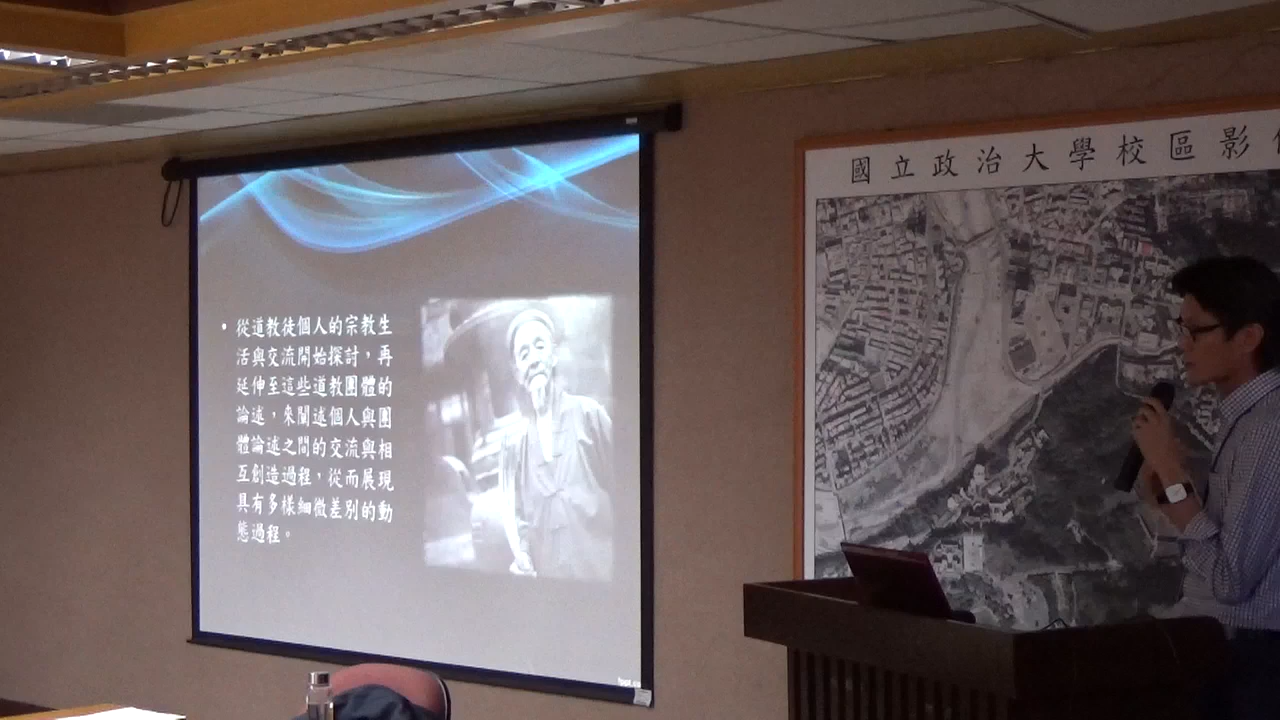 從道教徒個人的宗教生
活與交流開始探討，再
延伸至這些道教團體的
論述，來闡述個人與團
體論述之間的交流與相
互創造過程，從而展現
具有多樣細微差別的動
態過程。
國立政治大學校區影